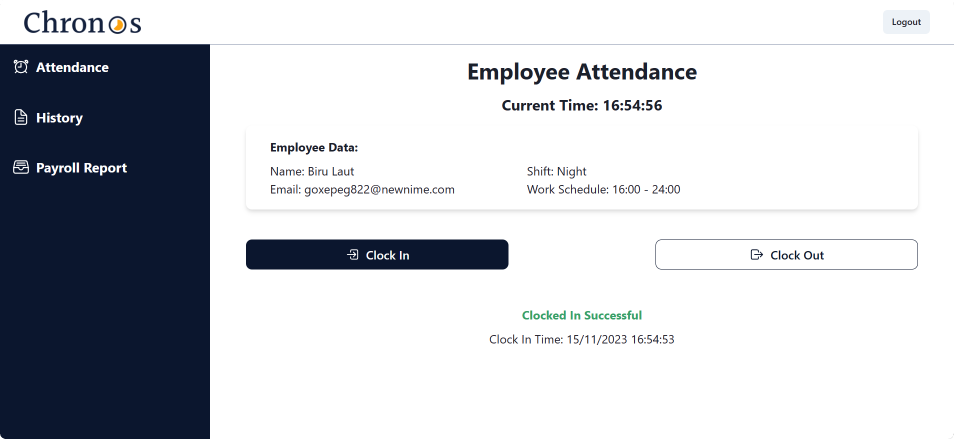 Chronos
Logout
Attendance
History
Payroll Report
Employee Attendance
Current Time: 16:54:56
Employee Data:
Name: Biru Laut
Shift: Night
Email: goxepeg822@newnime.com
Work Schedule: 16:00 - 24:00
Clock In
Clock Out
Clocked In Successful
Clock In Time: 15/11/2023 16:54:53